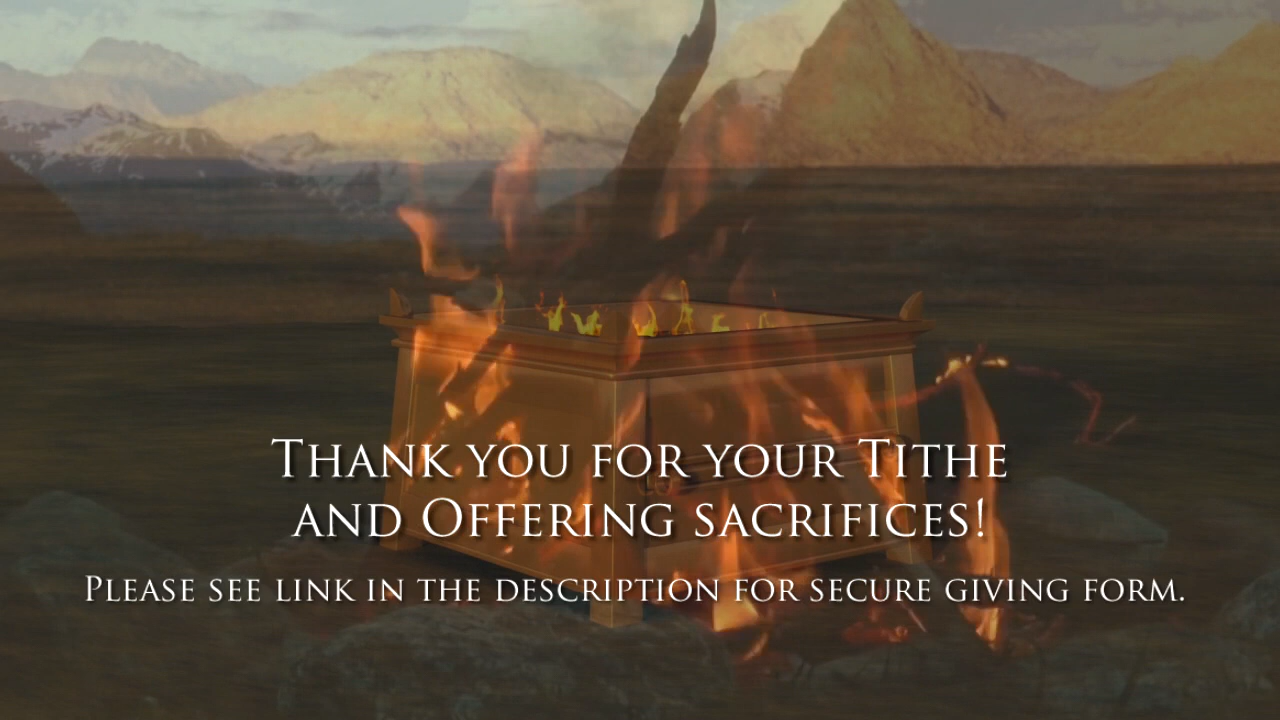 Thank you for your Tithe
and Offering sacrifices!
Please see link in the description for secure giving form.